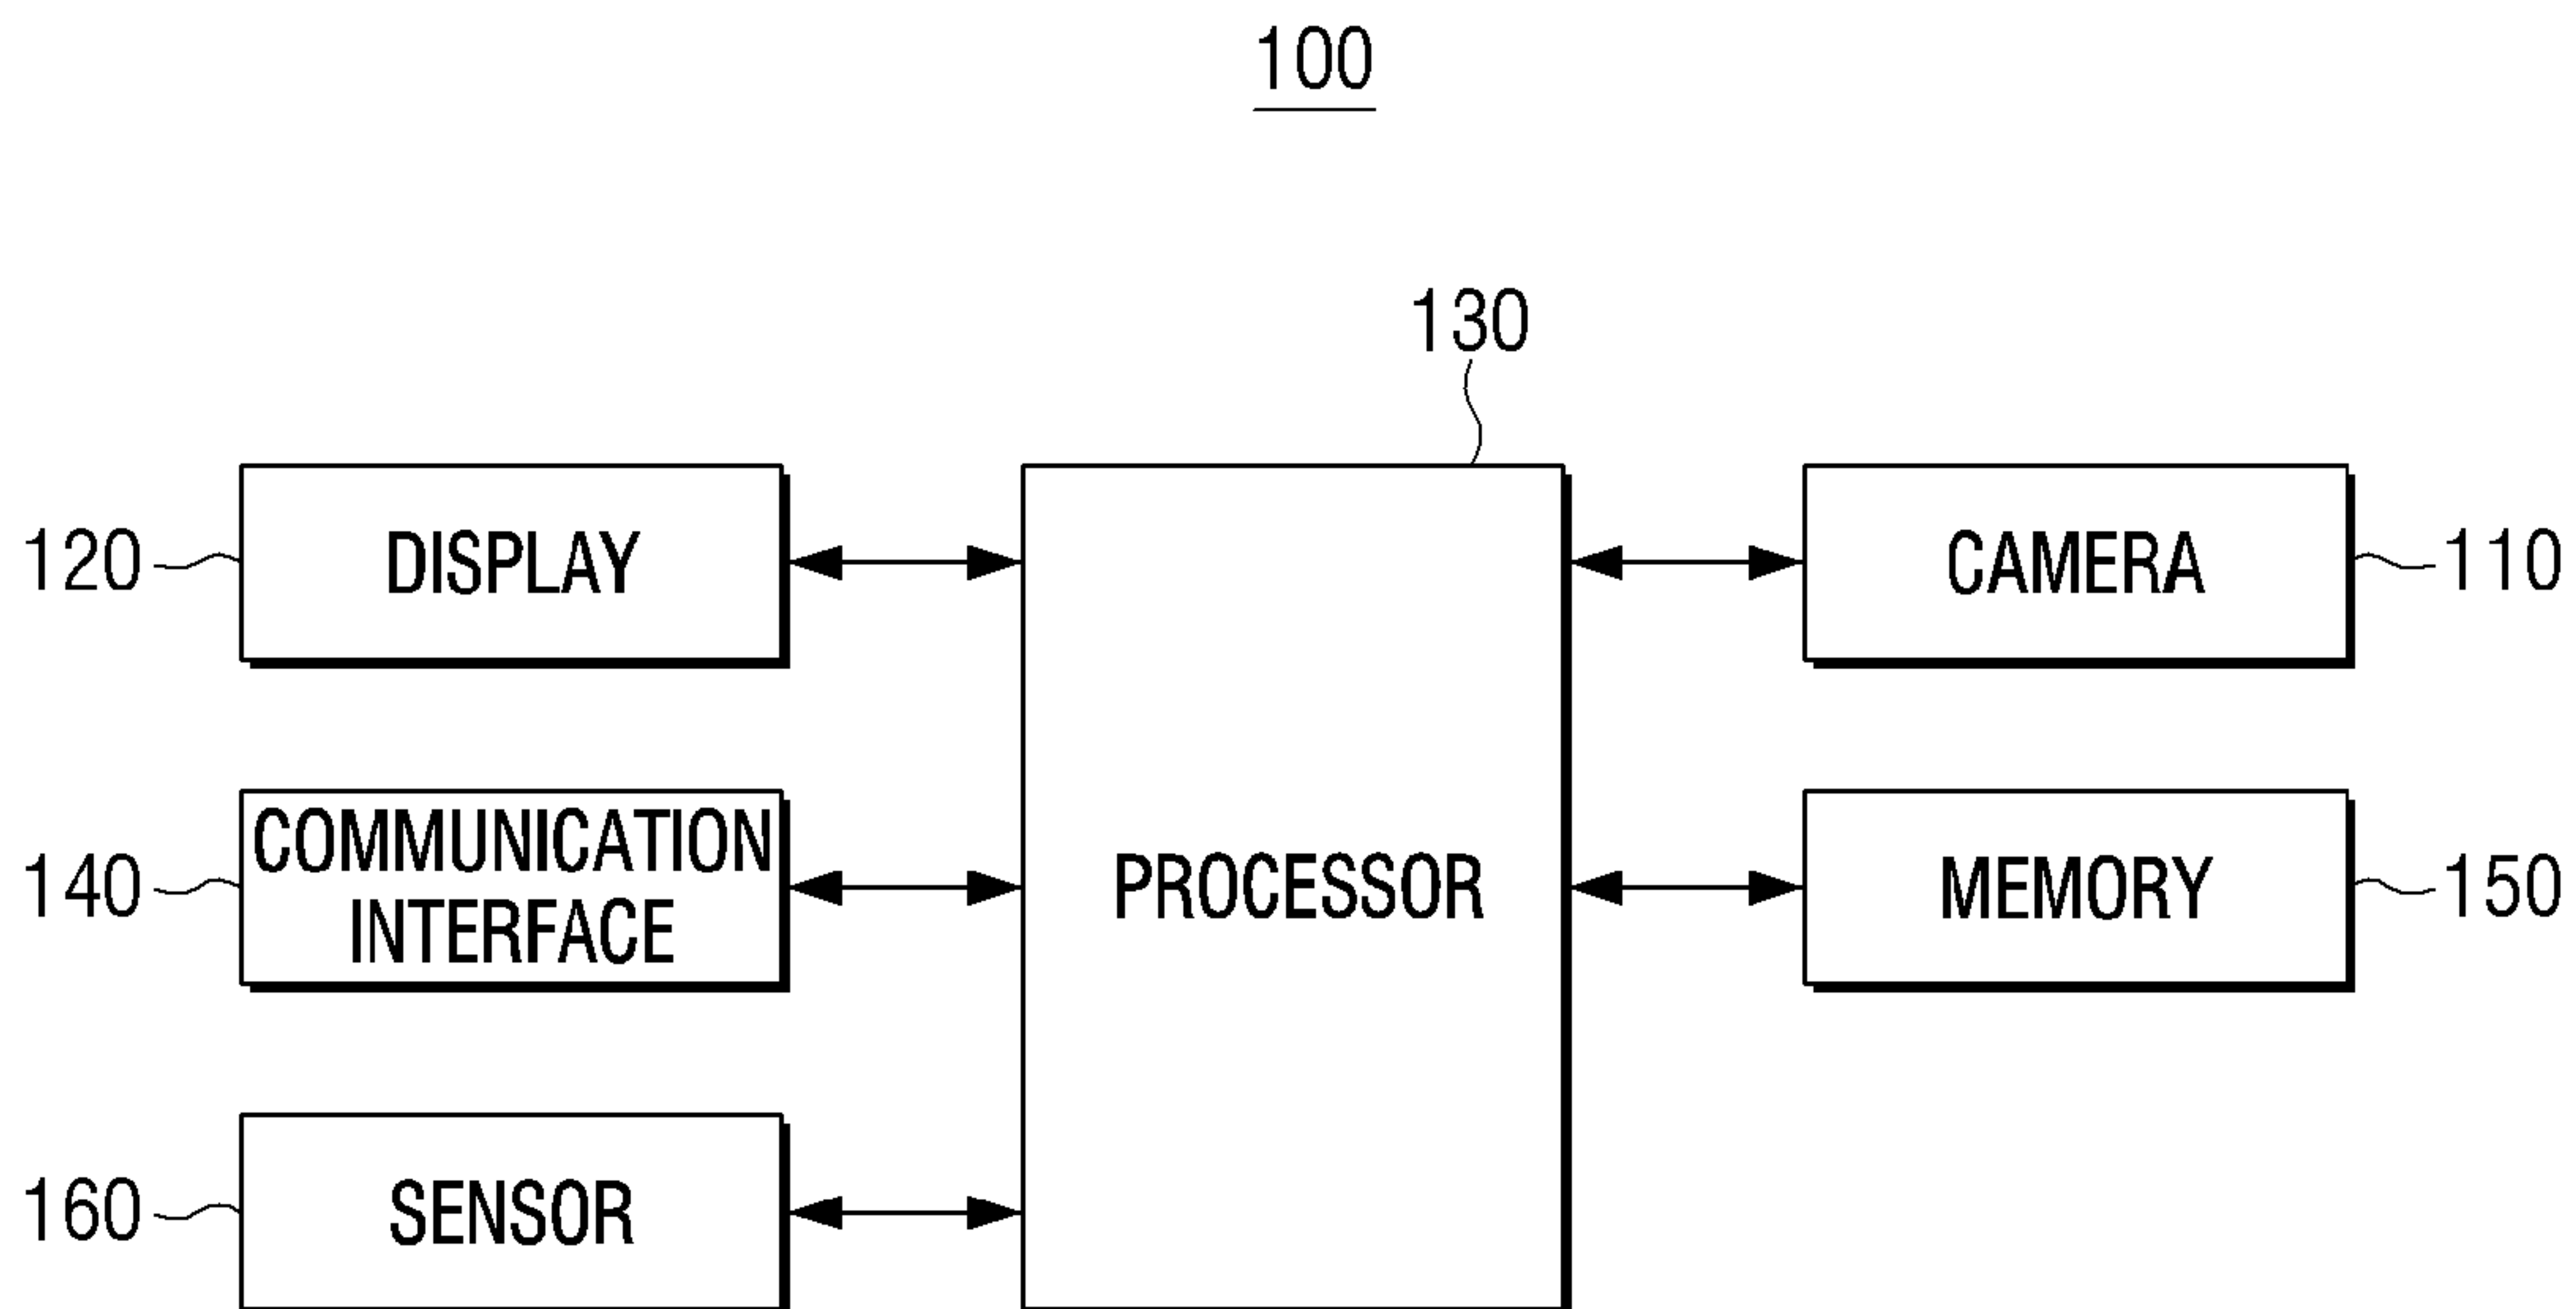 100
130
120
DISPLAY
CAMERA
110
140
COMMUNICATION
INTERFACE
PROCESSOR
MEMORY
150
160
SENSOR